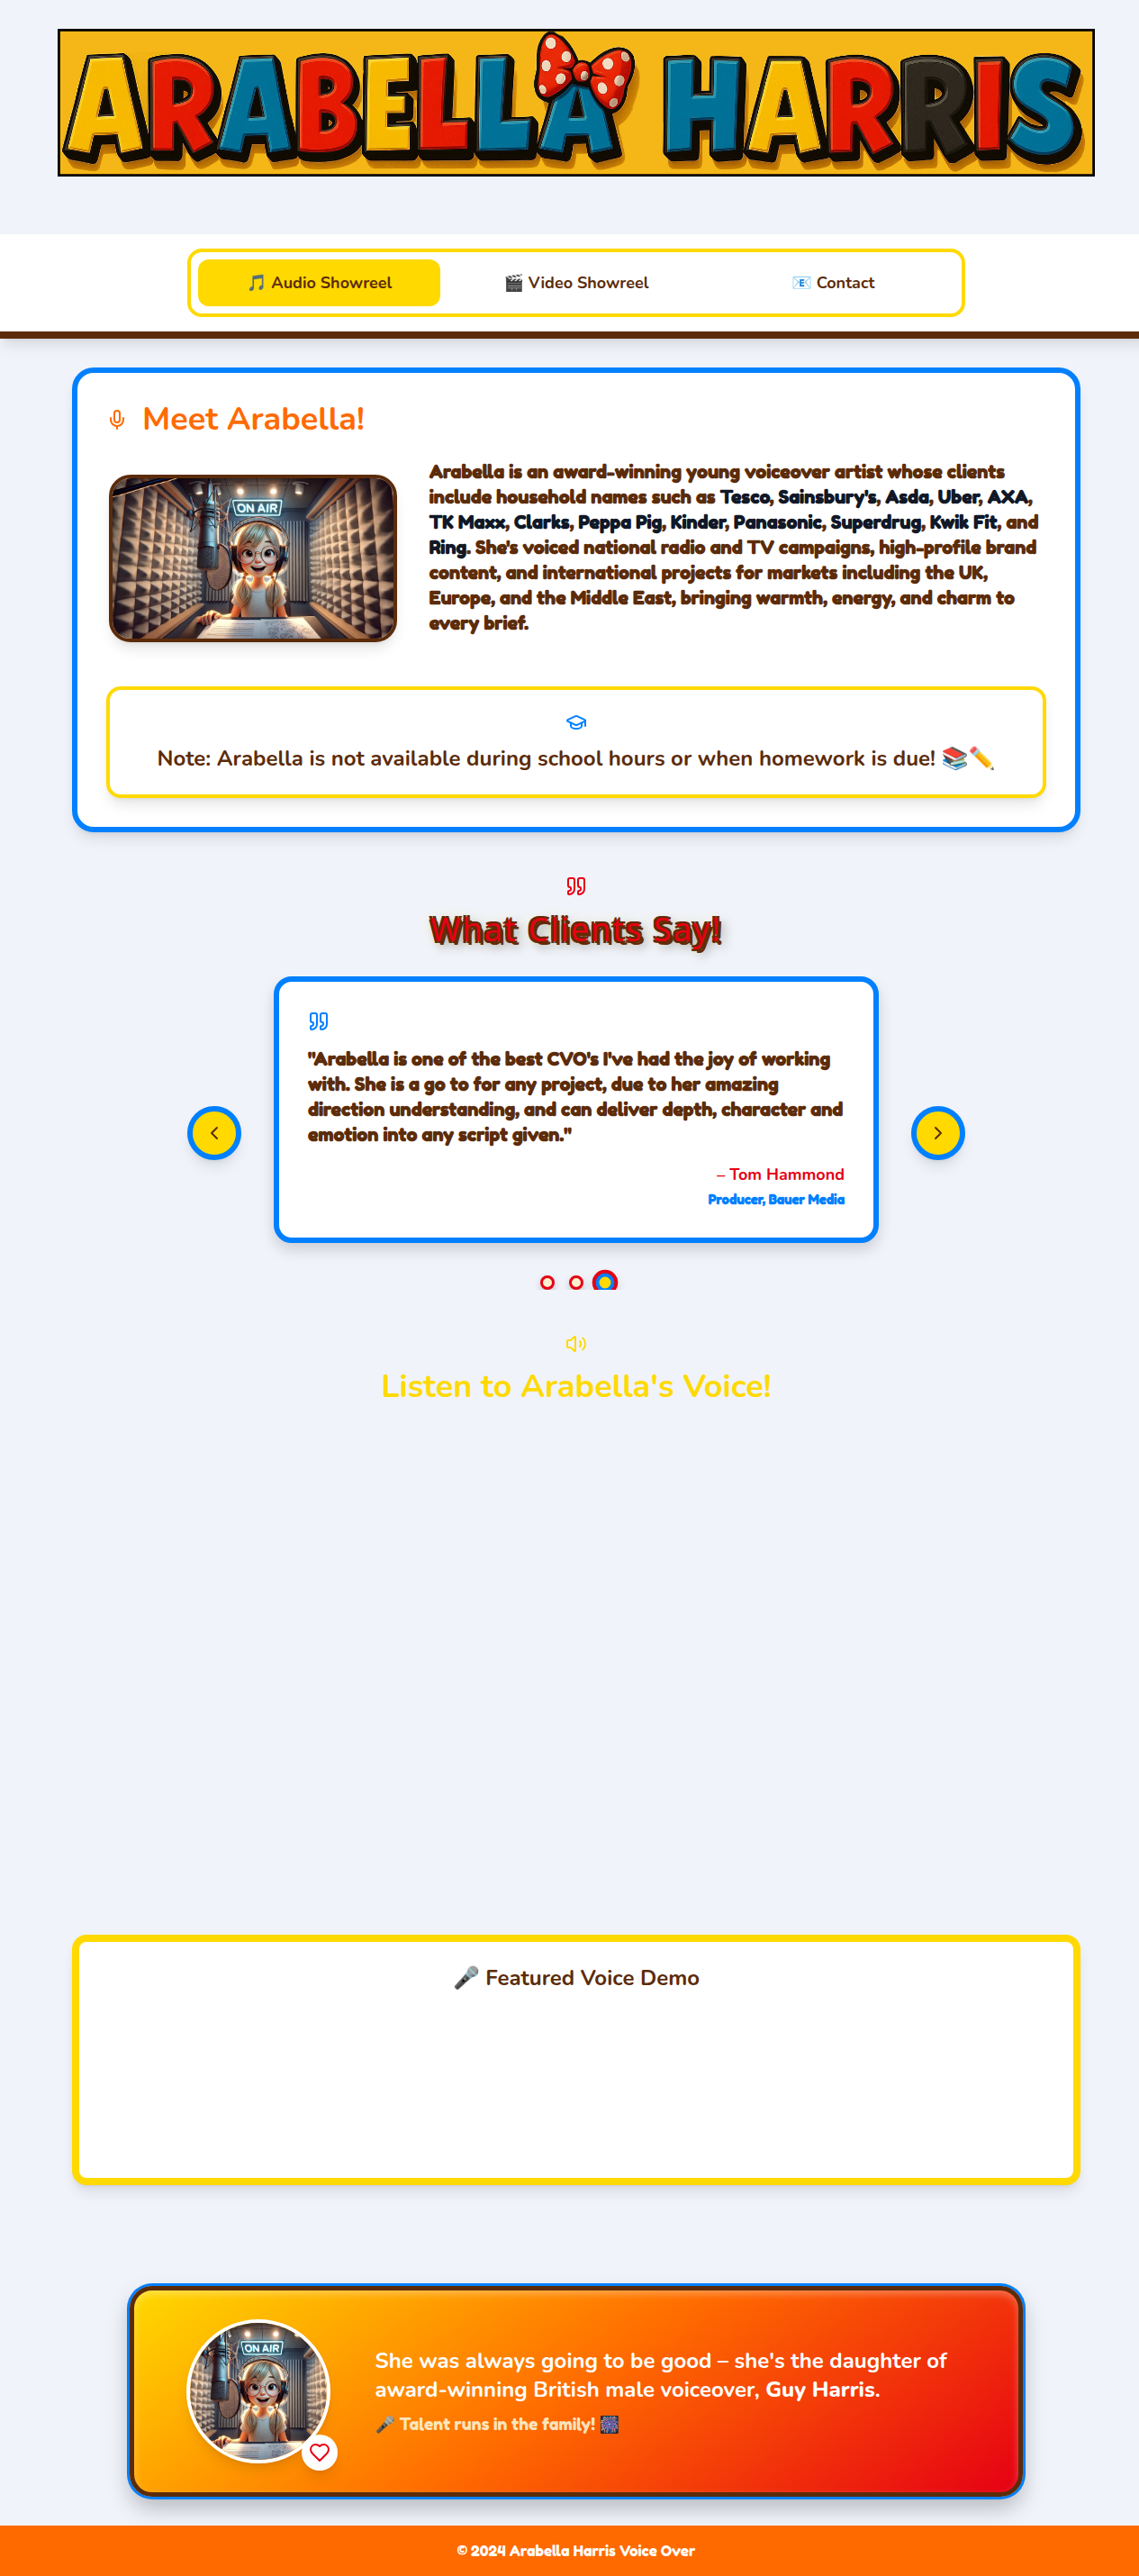 ARABELLA HARRIS
🎵 Audio Showreel
🎬 Video Showreel
📧 Contact
Meet Arabella!
ON AIR
Arabella is an award-winning young voiceover artist whose clients
include household names such as Tesco, Sainsbury's, Asda, Uber, AXA,
TK Maxx, Clarks, Peppa Pig, Kinder, Panasonic, Superdrug, Kwik Fit, and
Ring. She's voiced national radio and TV campaigns, high-profile brand
content, and international projects for markets including the UK,
Europe, and the Middle East, bringing warmth, energy, and charm to
every brief.
Note: Arabella is not available during school hours or when homework is due! 📚✏️
What Clients Say!
"Arabella is one of the best CVO's I've had the joy of working
with. She is a go to for any project, due to her amazing
direction understanding, and can deliver depth, character and
emotion into any script given."
– Tom Hammond
Producer, Bauer Media
Listen to Arabella's Voice!
🎤 Featured Voice Demo
ON AIR
She was always going to be good – she's the daughter of
award-winning British male voiceover, Guy Harris.
🎤 Talent runs in the family! 🎆
© 2024 Arabella Harris Voice Over